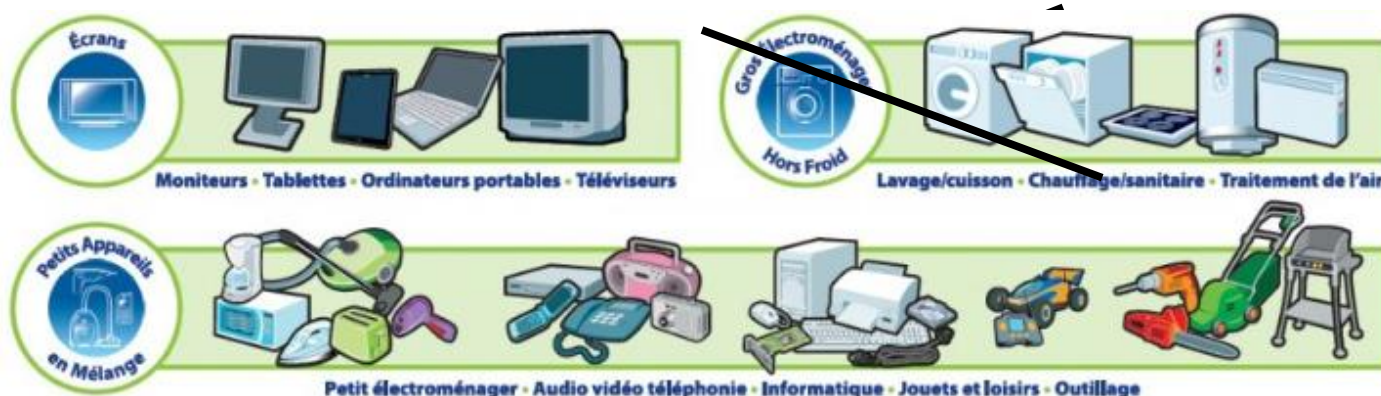 Écrans
Moniteurs • Tablettes • Ordinateurs portables • Téléviseurs
Gros électroménager
Hors Froid
Lavage/cuisson • Chauffage/sanitaire • Traitement de l'air
Petits Appareils
en Mélange
Petit électroménager • Audio vidéo téléphonie • Informatique • Jouets et loisirs • Outillage